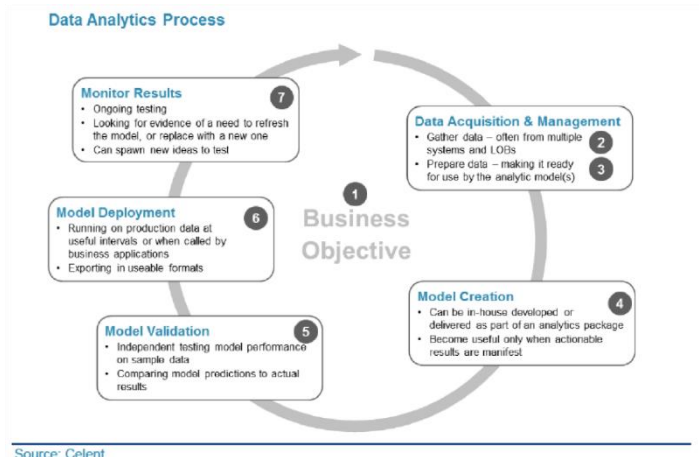 Data Analytics Process
1
Business
Objective
Data Acquisition & Management
• Gather data – often from multiple
systems and LOBs
2
• Prepare data – making it ready
for use by the analytic model(s)
3
Model Creation
4
• Can be in-house developed or
delivered as part of an analytics package
• Become useful only when actionable
results are manifest
Model Validation
5
• Independent testing model performance
on sample data
• Comparing model predictions to actual
results
Model Deployment
6
• Running on production data at
useful intervals or when called by
business applications
• Exporting in useable formats
Monitor Results
7
• Ongoing testing
• Looking for evidence of a need to refresh
the model, or replace with a new one
• Can spawn new ideas to test
Source: Celent